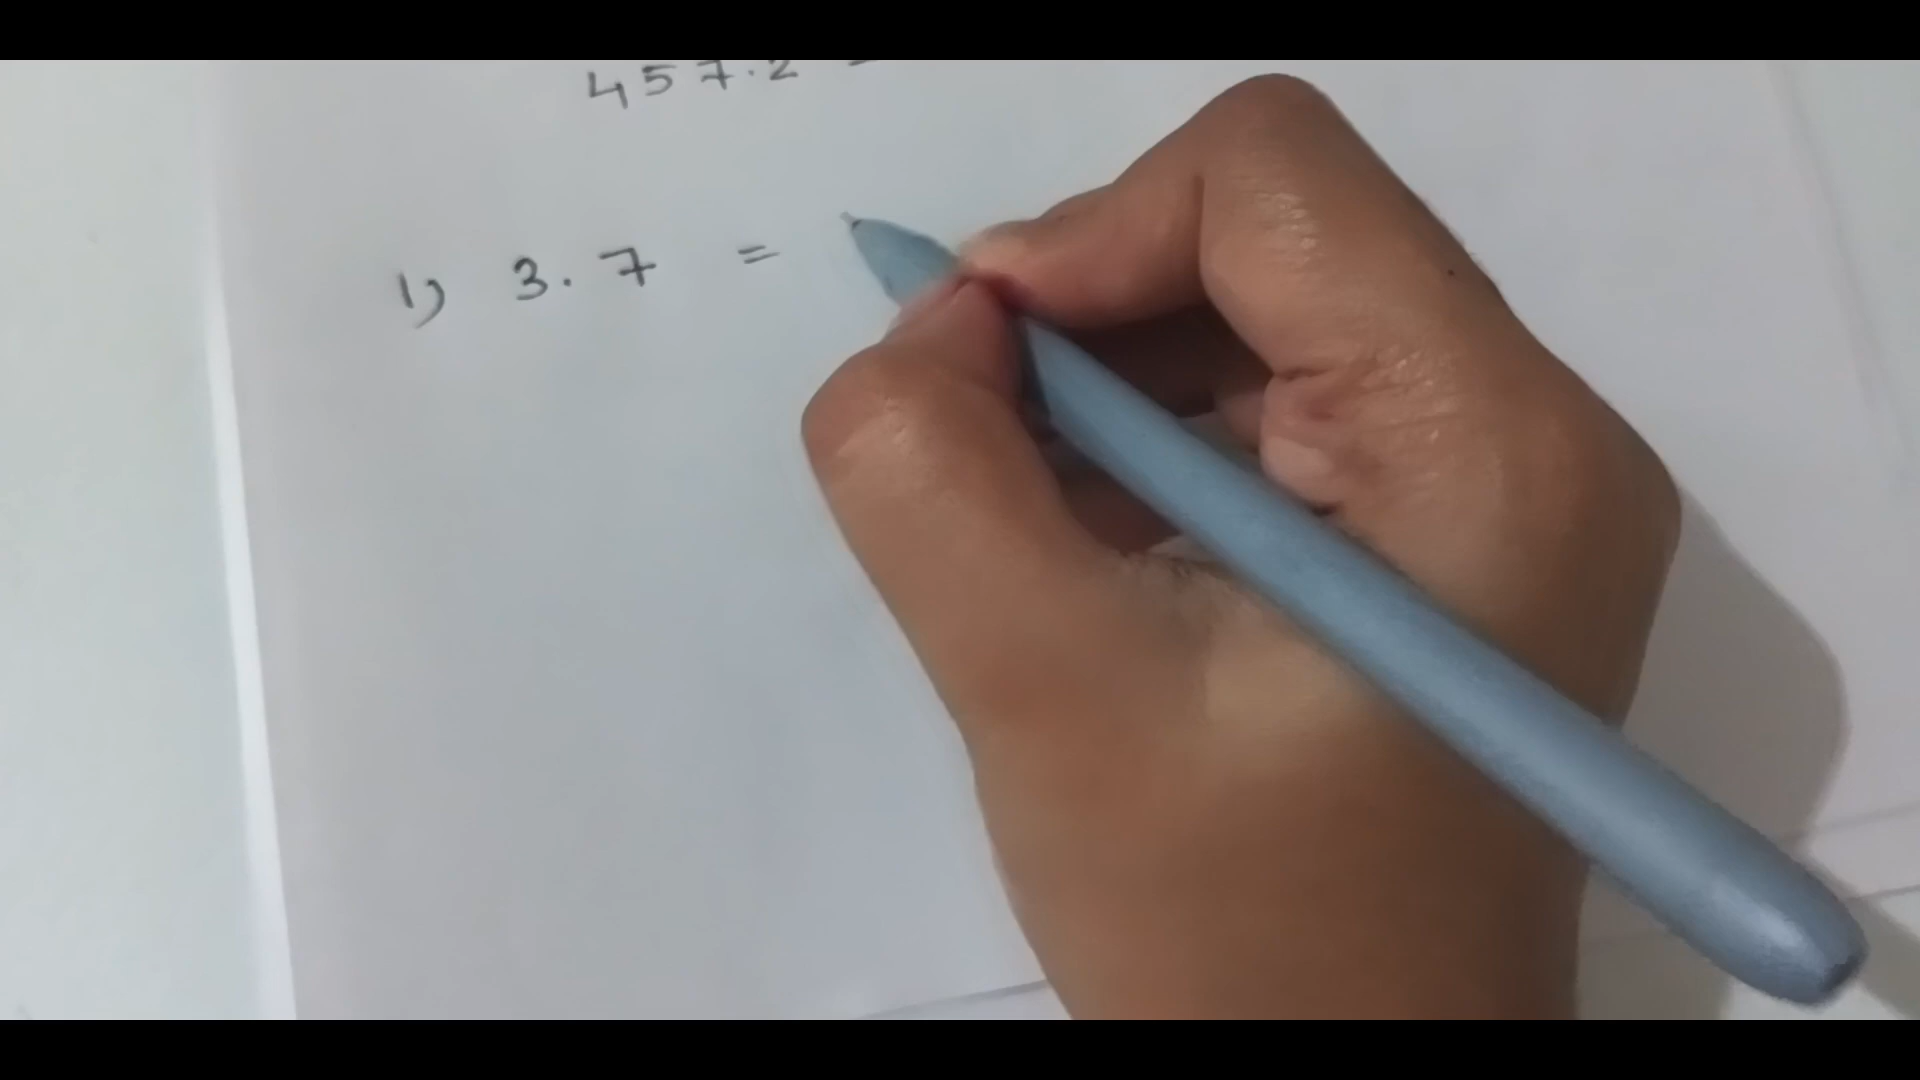 457.2 =
1) 3.7 =